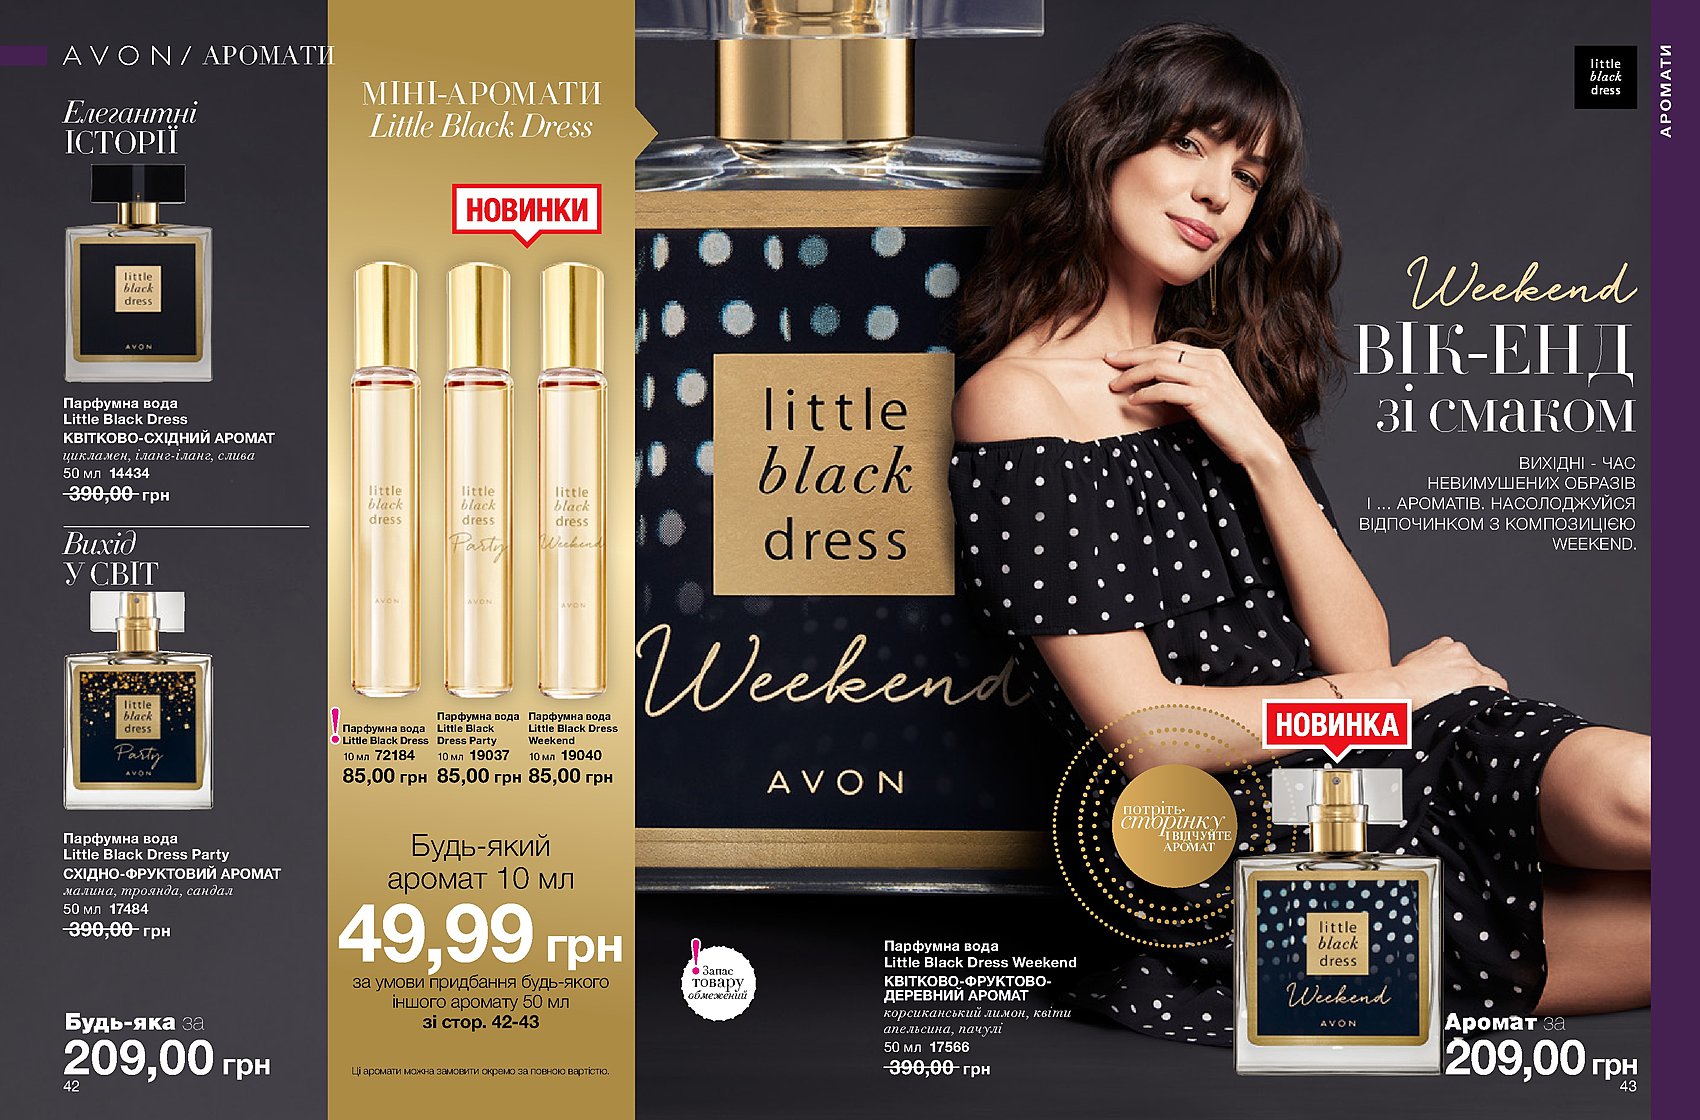 AVON / АРОМАТИ
Елегантні
ІСТОРІЇ
little
black
dress
AVON
Парфумна вода
Little Black Dress
КВІТКОВО-СХІДНИЙ АРОМАТ
цикламен, іланг-іланг, слива
50 мл 14434
390,00 грн
Вихід
У СВІТ
little
black
dress
Party
AVON
Парфумна вода
Little Black Dress Party
СХІДНО-ФРУКТОВИЙ АРОМАТ
малина, троянда, сандал
50 мл 17484
390,00 грн
Будь-яка за
209,00 грн
42
МІНІ-АРОМАТИ
Little Black Dress
НОВИНКИ
little
black
dress
AVON
little
black
dress
Party
AVON
little
black
dress
Weekend
AVON
!
Парфумна вода
Little Black Dress
10 мл 72184
85,00 грн
Парфумна вода
Little Black
Dress Party
10 мл 19037
85,00 грн
Парфумна вода
Little Black Dress
Weekend
10 мл 19040
85,00 грн
Будь-який
аромат 10 мл
49,99 грн
за умови придбання будь-якого
іншого аромату 50 мл
зі стор. 42-43
Ці аромати можна замовити окремо за повною вартістю.
little
black
dress
Weekend
AVON
!
Запас
товару
обмежений
little
black
dress
АРОМАТИ
Weekend
ВІК-ЕНД
зі смаком
ВИХІДНІ - ЧАС
НЕВИМУШЕНИХ ОБРАЗІВ
І ... АРОМАТІВ. НАСОЛОДЖУЙСЯ
ВІДПОЧИНКОМ З КОМПОЗИЦІЄЮ
WEEKEND.
НОВИНКА
ПОТРІТЬ
сторінку
І ВІДЧУЙТЕ
АРОМАТ
Парфумна вода
Little Black Dress Weekend
КВІТКОВО-ФРУКТОВО-
ДЕРЕВНИЙ АРОМАТ
корсиканський лимон, квіти
апельсина, пачулі
50 мл 17566
390,00 грн
little
black
dress
Weekend
AVON
Аромат за
209,00 грн
43